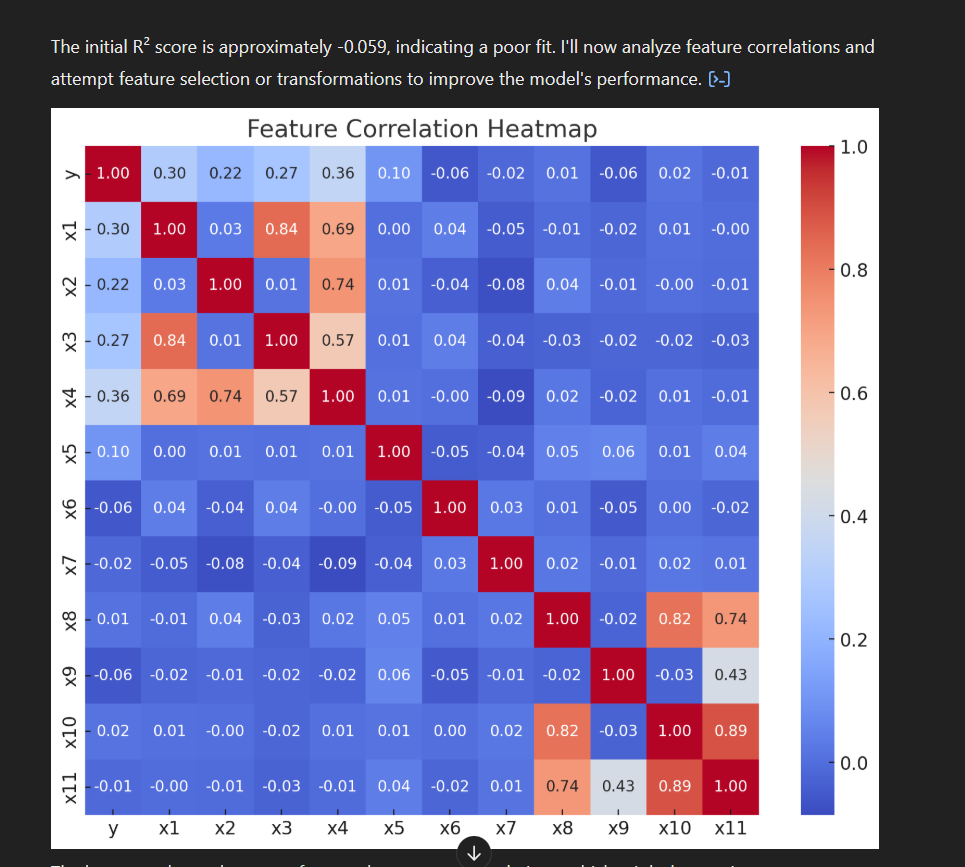 The initial R² score is approximately -0.059, indicating a poor fit. I'll now analyze feature correlations and
attempt feature selection or transformations to improve the model's performance. [>-]
Feature Correlation Heatmap
y 1.00 0.30 0.22 0.27 0.36 0.10 -0.06 -0.02 0.01 -0.06 0.02 -0.01
x1 0.30 1.00 0.03 0.84 0.69 0.00 0.04 -0.05 -0.01 -0.02 0.01 -0.00
x2 0.22 0.03 1.00 0.01 0.74 0.01 -0.04 -0.08 0.04 -0.01 -0.00 -0.01
x3 0.27 0.84 0.01 1.00 0.57 0.01 0.04 -0.04 -0.03 -0.02 -0.02 -0.03
x4 0.36 0.69 0.74 0.57 1.00 0.01 -0.00 -0.09 0.02 -0.02 0.01 -0.01
x5 0.10 0.00 0.01 0.01 0.01 1.00 -0.05 -0.04 0.05 0.06 0.01 0.04
x6 -0.06 0.04 -0.04 0.04 -0.00 -0.05 1.00 0.03 0.01 -0.05 0.00 -0.02
x7 -0.02 -0.05 -0.08 -0.04 -0.09 -0.04 0.03 1.00 0.02 -0.01 0.02 0.01
x8 0.01 -0.01 0.04 -0.03 0.02 0.05 0.01 0.02 1.00 -0.02 0.82 0.74
x9 -0.06 -0.02 -0.01 -0.02 -0.02 0.06 -0.05 -0.01 -0.02 1.00 -0.03 0.43
x10 0.02 0.01 -0.00 -0.02 0.01 0.01 0.00 0.02 0.82 -0.03 1.00 0.89
x11 -0.01 -0.00 -0.01 -0.03 -0.01 0.04 -0.02 0.01 0.74 0.43 0.89 1.00
y x1 x2 x3 x4 x5 x6 x7 x8 x9 x10 x11
1.0
0.8
0.6
0.4
0.2
0.0